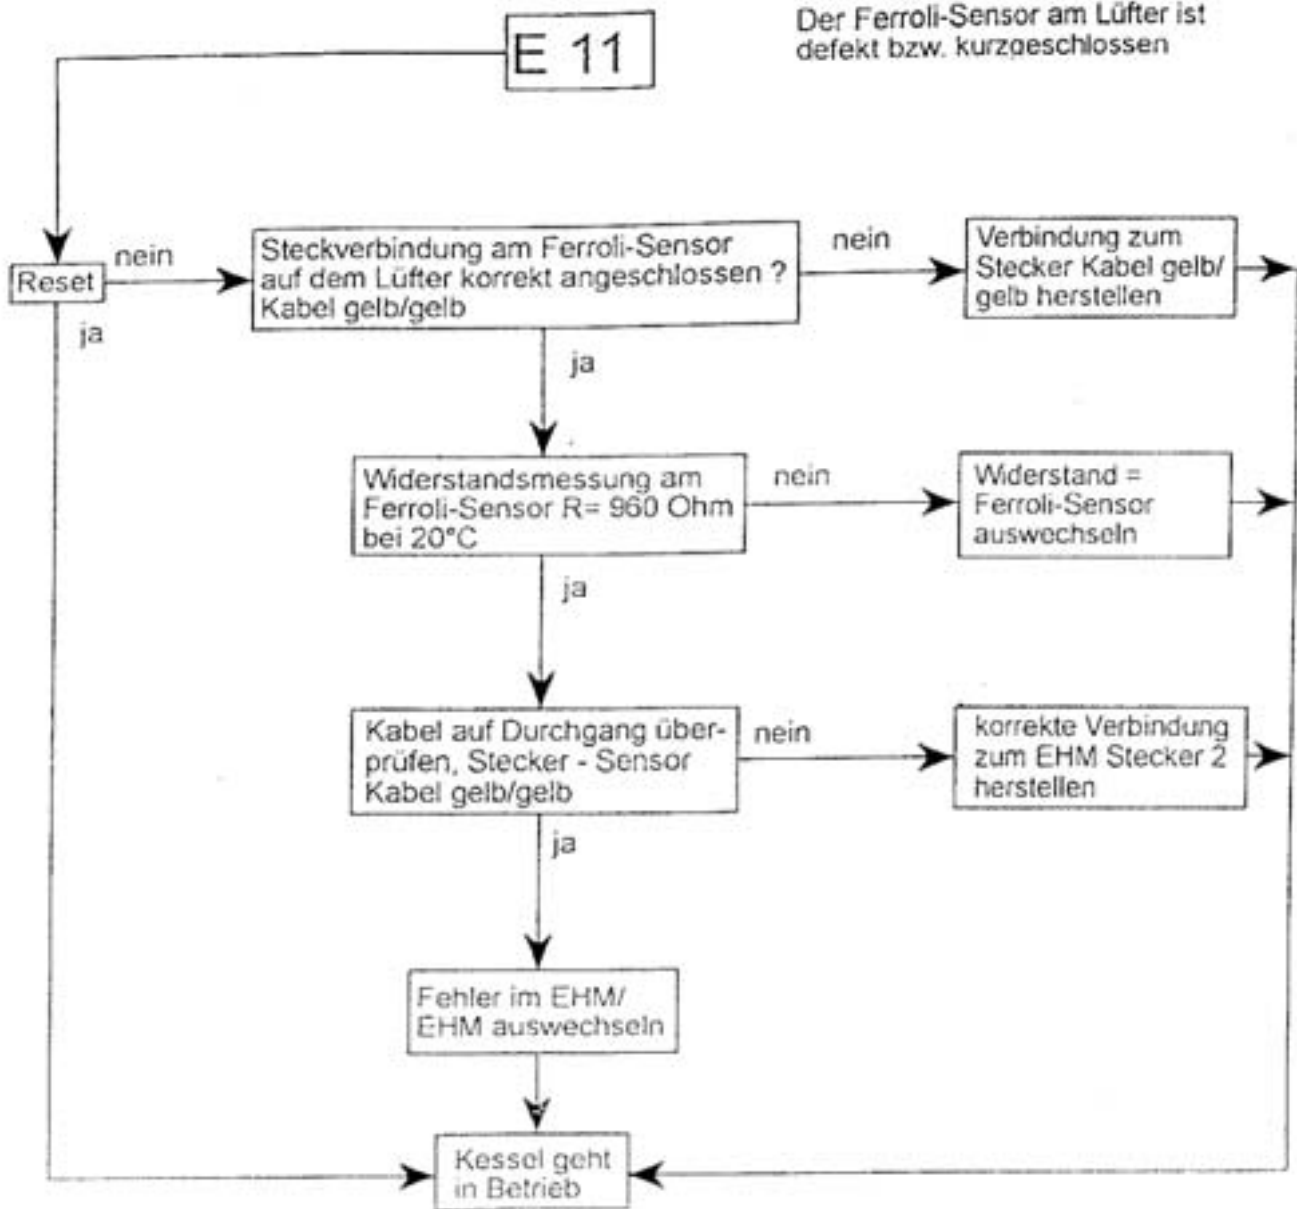 E 11
Der Ferroli-Sensor am Lüfter ist
defekt bzw. kurzgeschlossen
Reset
nein
ja
Steckverbindung am Ferroli-Sensor
auf dem Lüfter korrekt angeschlossen ?
Kabel gelb/gelb
nein
Verbindung zum
Stecker Kabel gelb/
gelb herstellen
ja
Widerstandsmessung am
Ferroli-Sensor R= 960 Ohm
bei 20°C
nein
Widerstand =
Ferroli-Sensor
auswechseln
ja
Kabel auf Durchgang über-
prüfen, Stecker - Sensor
Kabel gelb/gelb
nein
korrekte Verbindung
zum EHM Stecker 2
herstellen
ja
Fehler im EHM/
EHM auswechseln
Kessel geht
in Betrieb